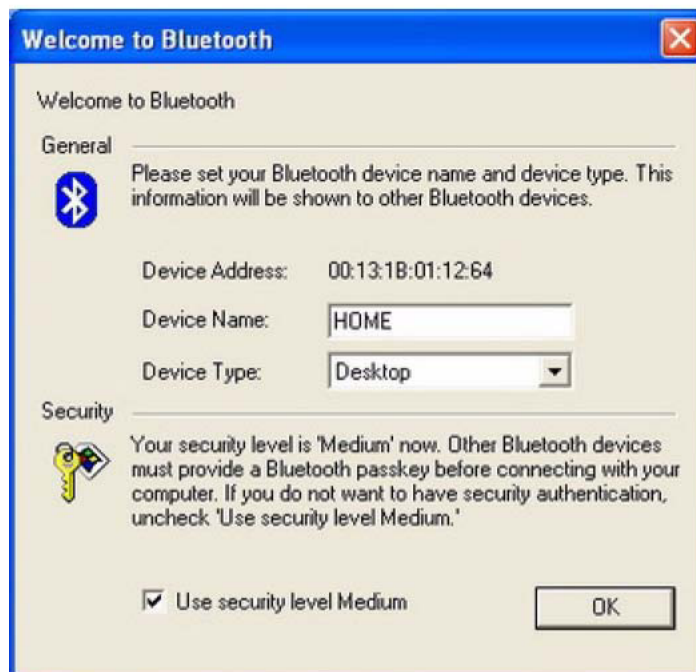 Welcome to Bluetooth
Welcome to Bluetooth
General
Please set your Bluetooth device name and device type. This
information will be shown to other Bluetooth devices.
Device Address: 00:13:1B:01:12:64
Device Name: HOME
Device Type: Desktop
Security
Your security level is 'Medium' now. Other Bluetooth devices
must provide a Bluetooth passkey before connecting with your
computer. If you do not want to have security authentication,
uncheck 'Use security level Medium.'
Use security level Medium
OK